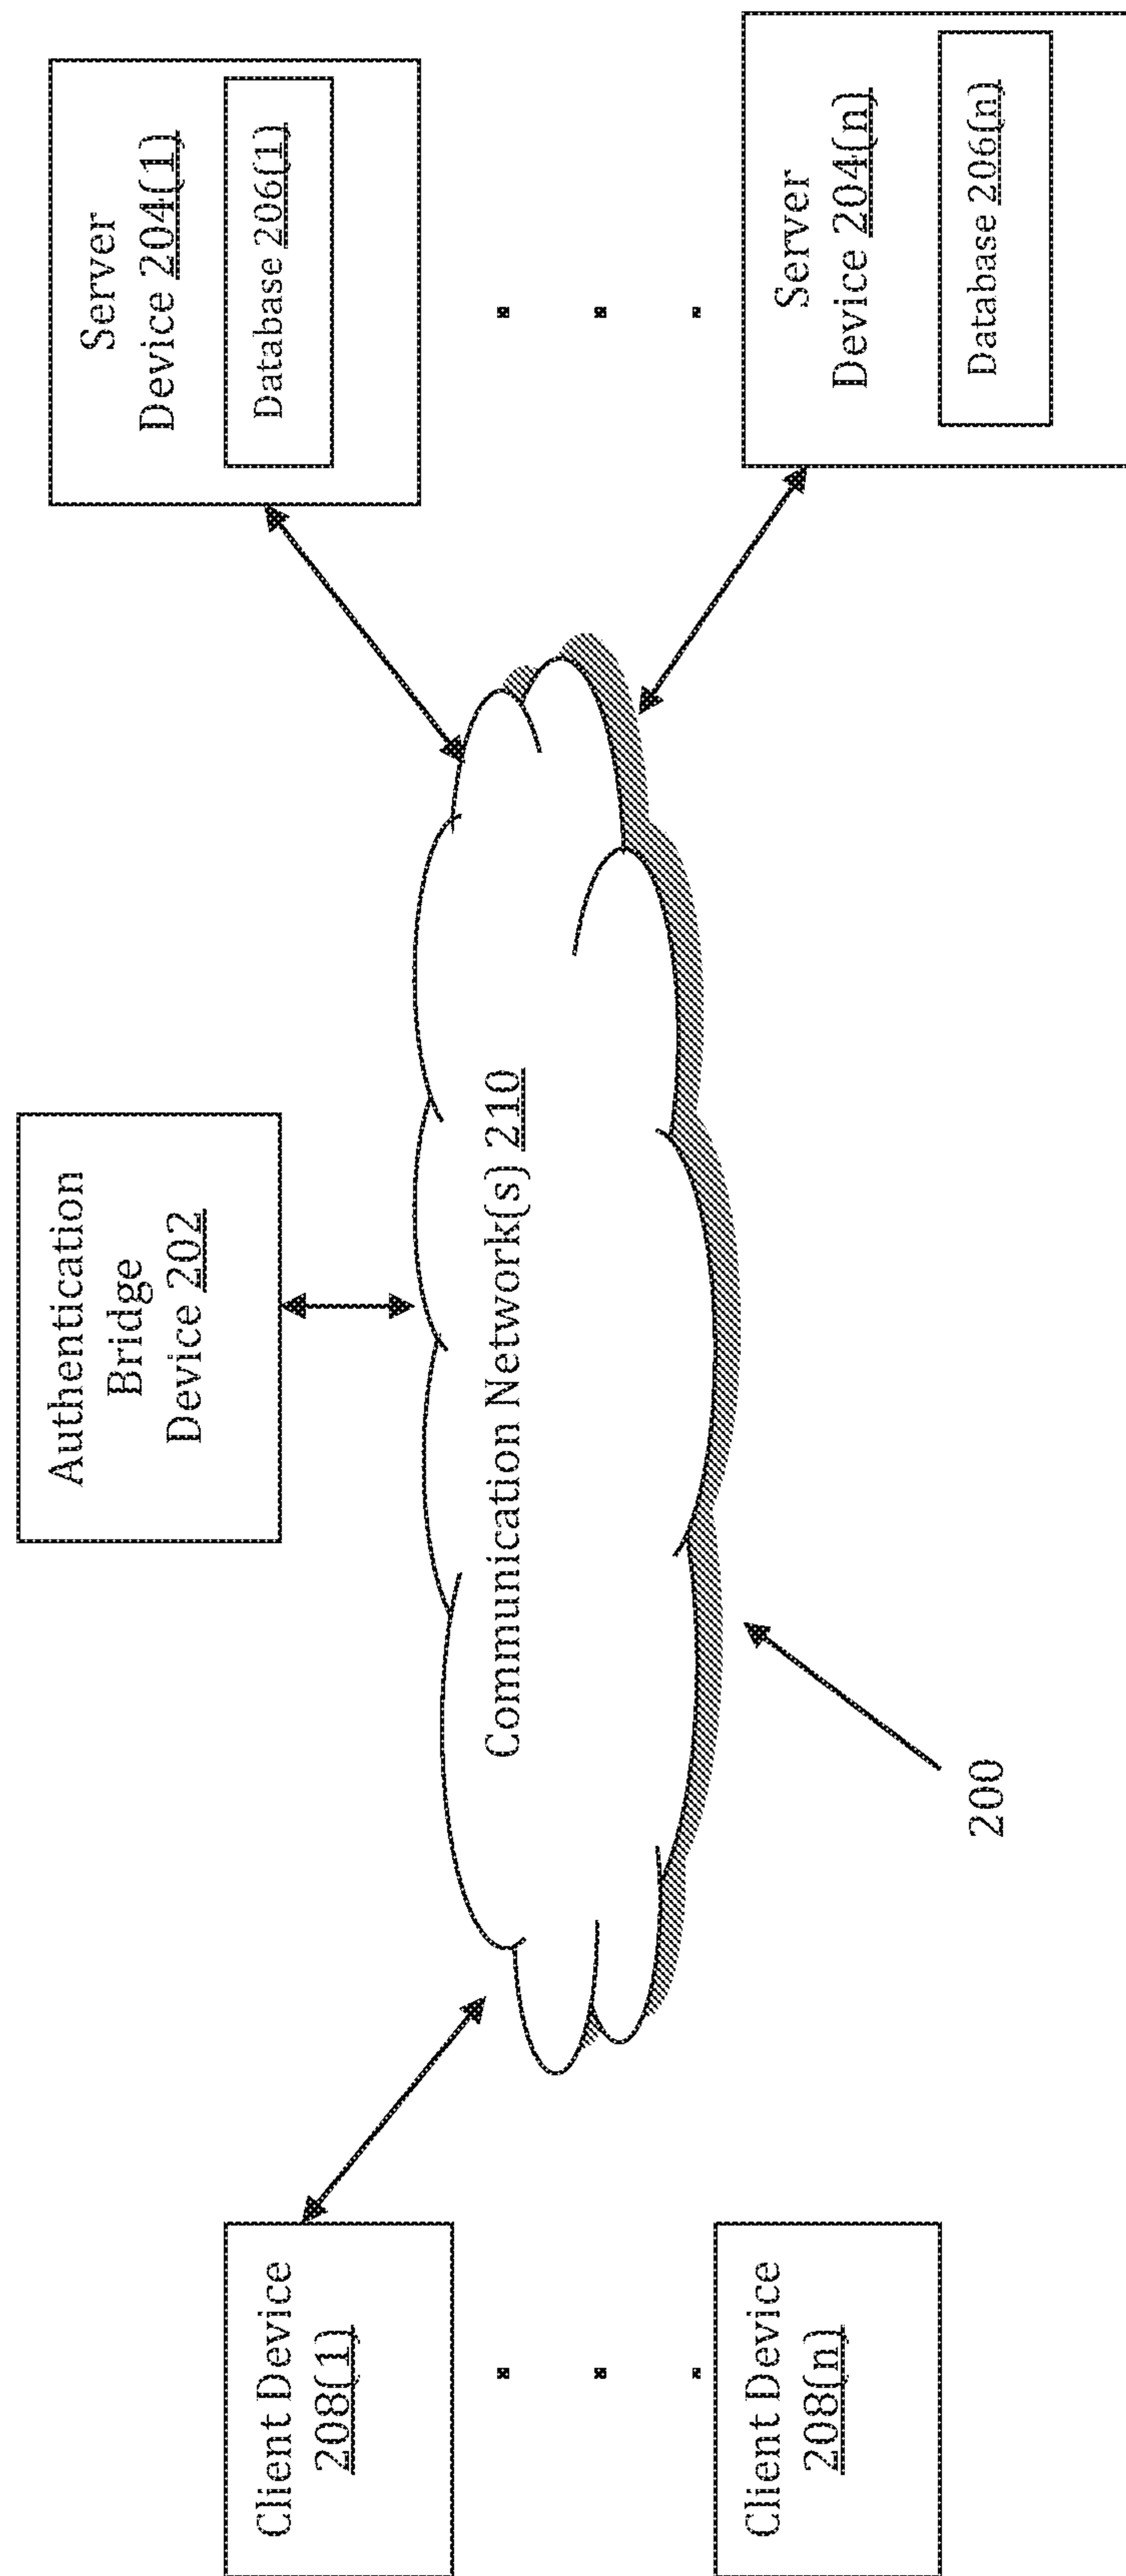 Authentication
Bridge
Device 202
Server
Device 204(1)
Database 206(1)
Client Device
208(1)
Communication Network(s) 210
Client Device
208(n)
Server
Device 204(n)
Database 206(n)
200